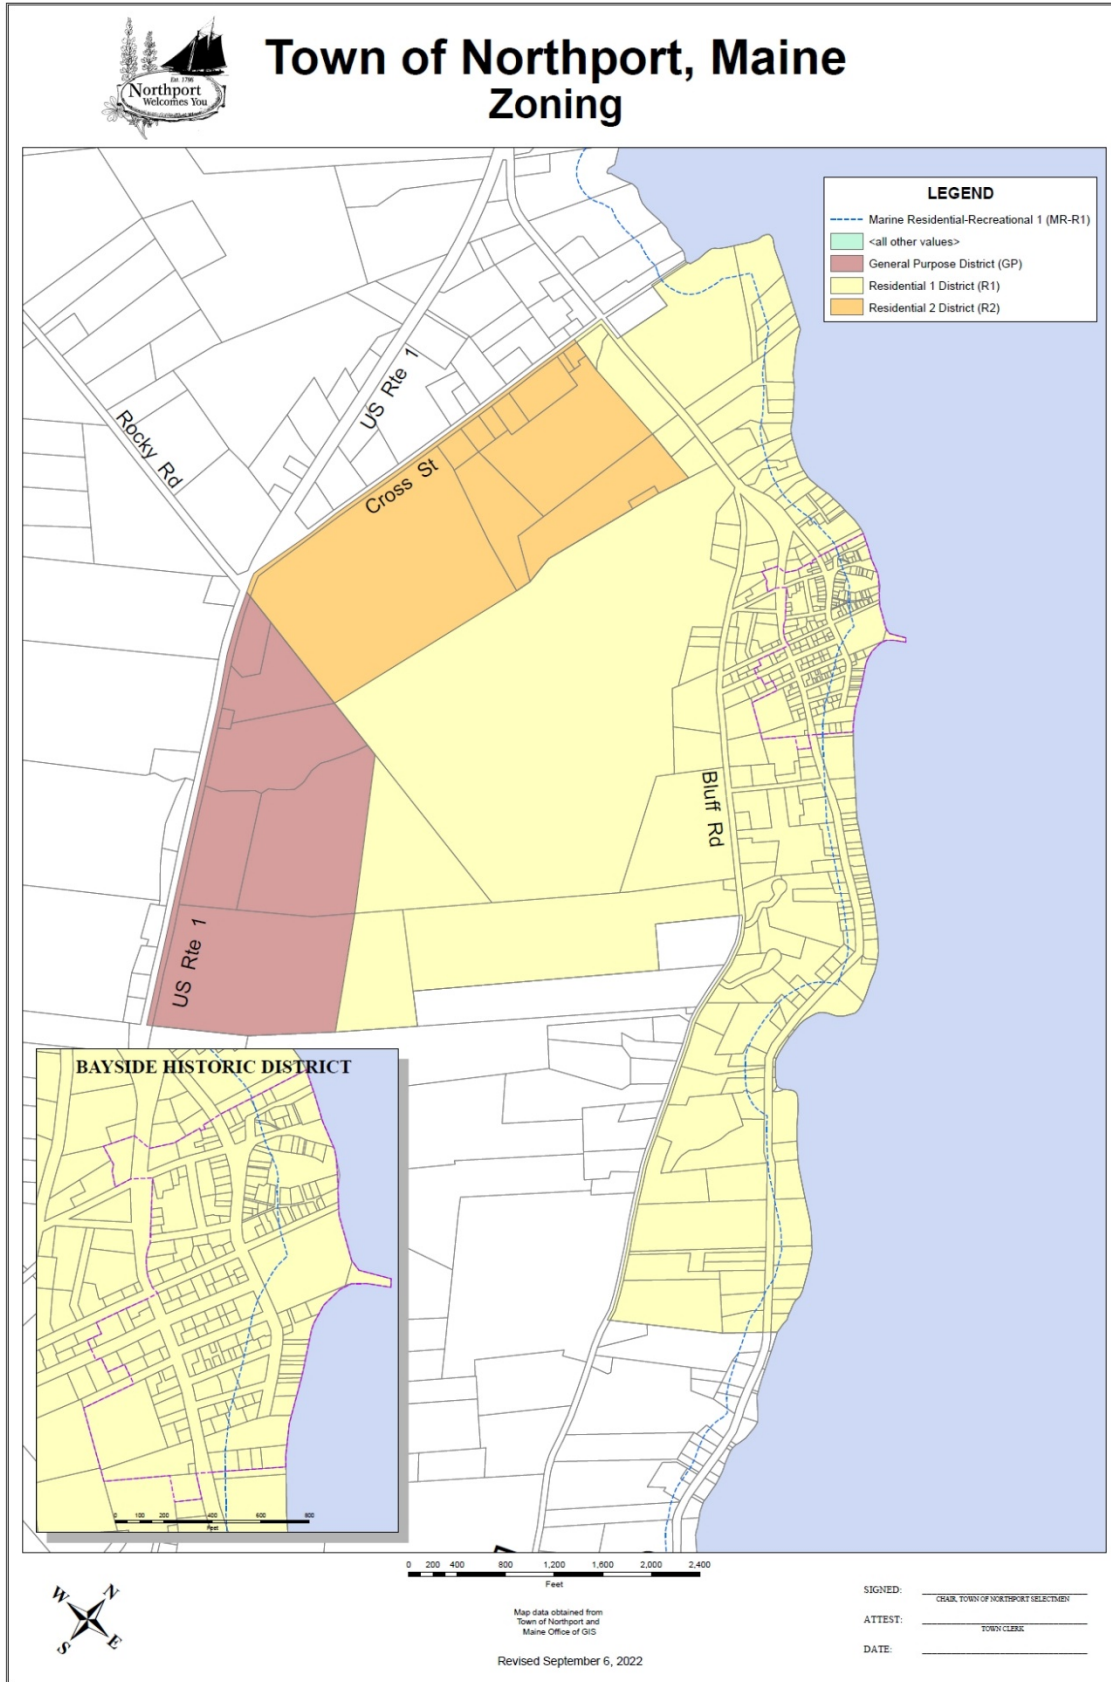 Town of Northport, Maine
Zoning
Est. 1796
Northport
Welcomes You
LEGEND
Marine Residential-Recreational 1 (MR-R1)
<all other values>
General Purpose District (GP)
Residential 1 District (R1)
Residential 2 District (R2)
US Rte 1
Rocky Rd
Cross St
Bluff Rd
US Rte 1
BAYSIDE HISTORIC DISTRICT
0 100 200 400 600 800
Feet
0 200 400 800 1,200 1,600 2,000 2,400
Feet
N
W
E
S
Map data obtained from
Town of Northport and
Maine Office of GIS
Revised September 6, 2022
SIGNED:
CHAIR, TOWN OF NORTHPORT SELECTMEN
ATTEST:
TOWN CLERK
DATE: